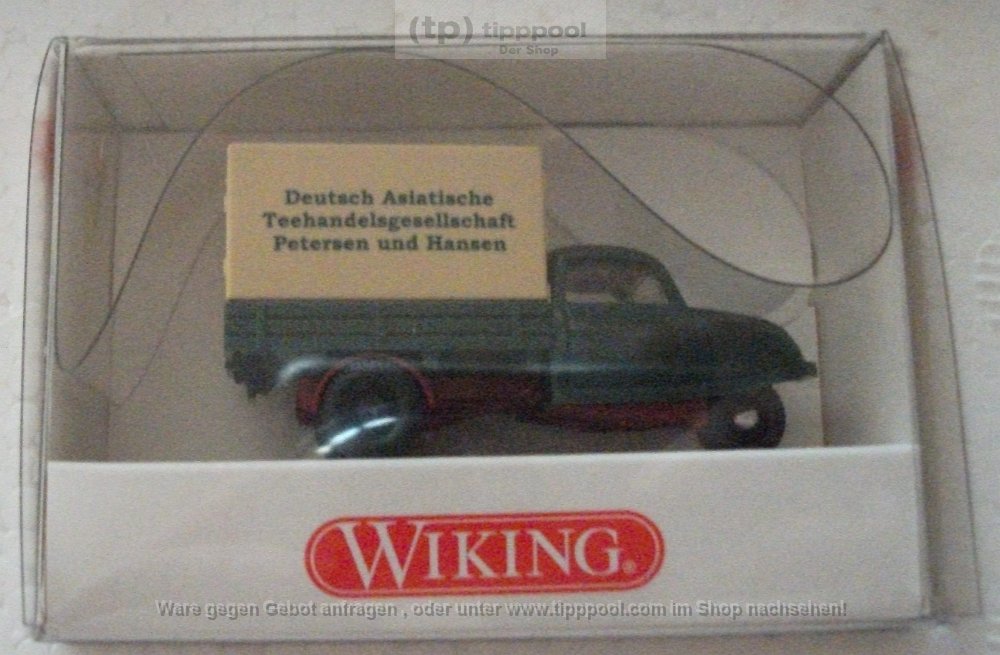 (tp) tipppool
Der Shop
Deutsch Asiatische
Teehandelsgesellschaft
Petersen und Hansen
WIKING®
Ware gegen Gebot anfragen , oder unter www.tipppool.com im Shop nachsehen!